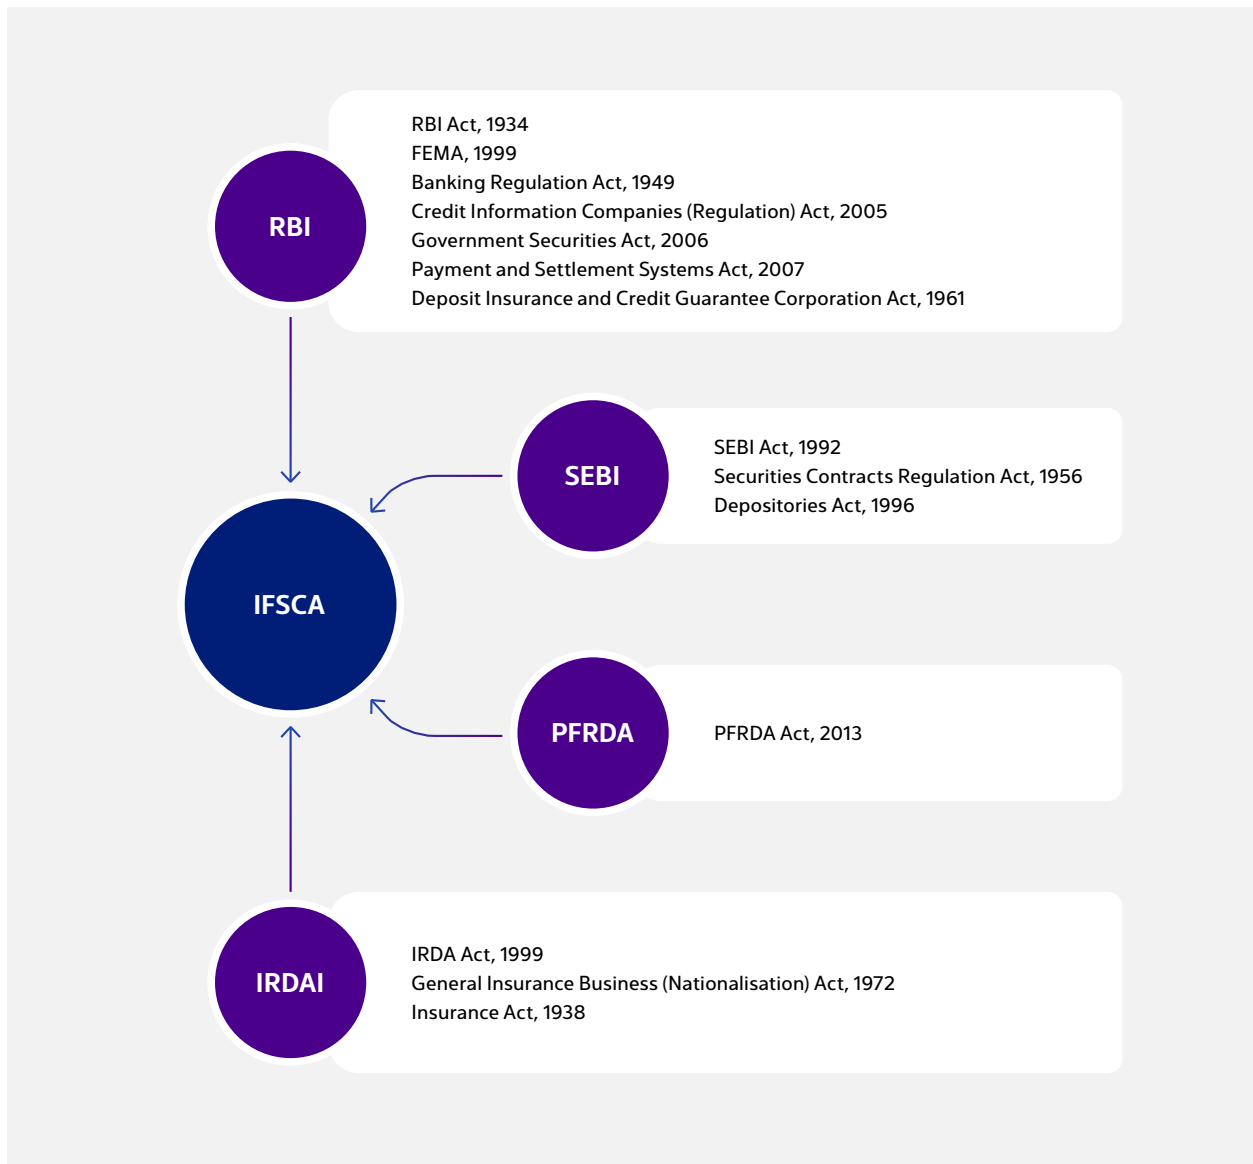 RBI
RBI Act, 1934
FEMA, 1999
Banking Regulation Act, 1949
Credit Information Companies (Regulation) Act, 2005
Government Securities Act, 2006
Payment and Settlement Systems Act, 2007
Deposit Insurance and Credit Guarantee Corporation Act, 1961
SEBI
SEBI Act, 1992
Securities Contracts Regulation Act, 1956
Depositories Act, 1996
IFSCA
PFRDA
PFRDA Act, 2013
IRDAI
IRDA Act, 1999
General Insurance Business (Nationalisation) Act, 1972
Insurance Act, 1938